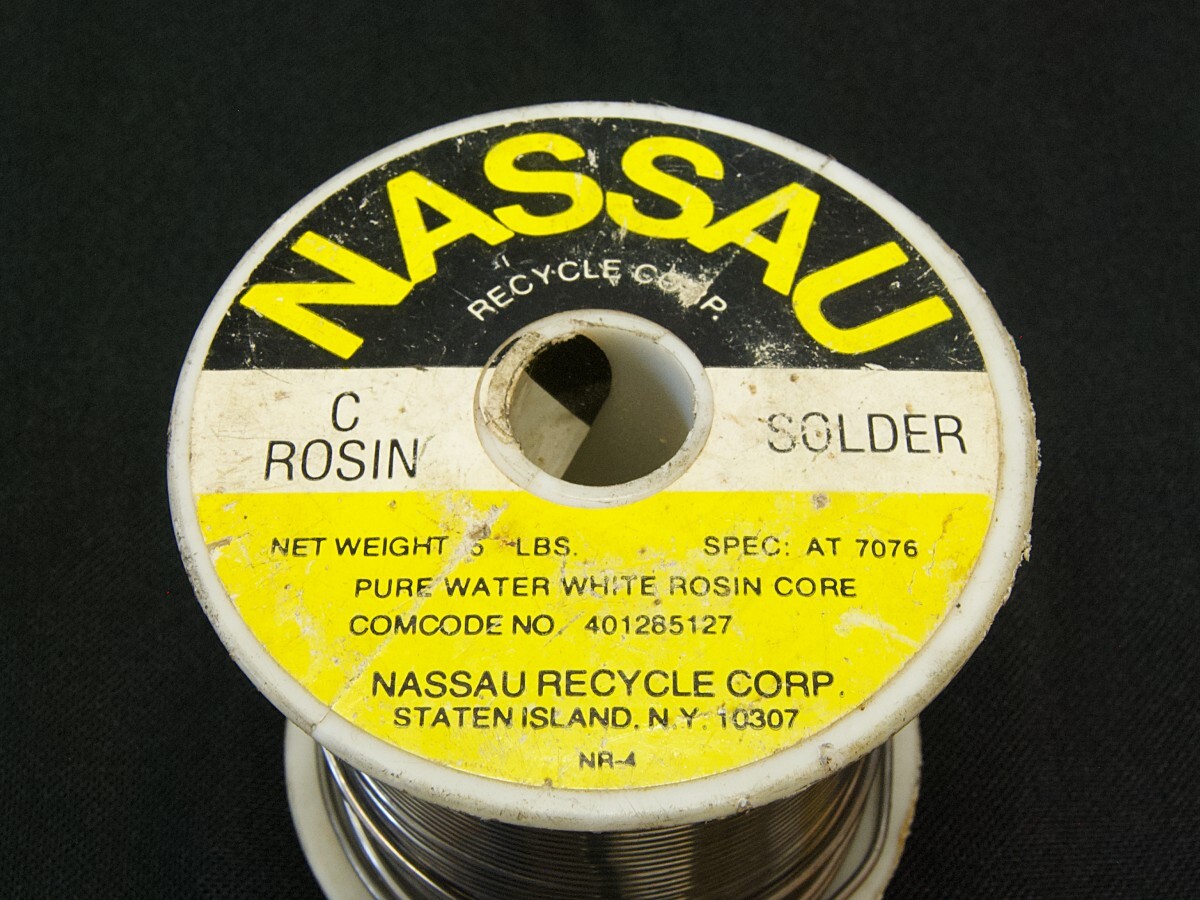 NASSAU
RECYCLE CORP.
C
ROSIN
SOLDER
NET WEIGHT 5 LBS.
SPEC: AT 7076
PURE WATER WHITE ROSIN CORE
COMCODE NO. 401285127
NASSAU RECYCLE CORP.
STATEN ISLAND, N.Y. 10307
NR-4